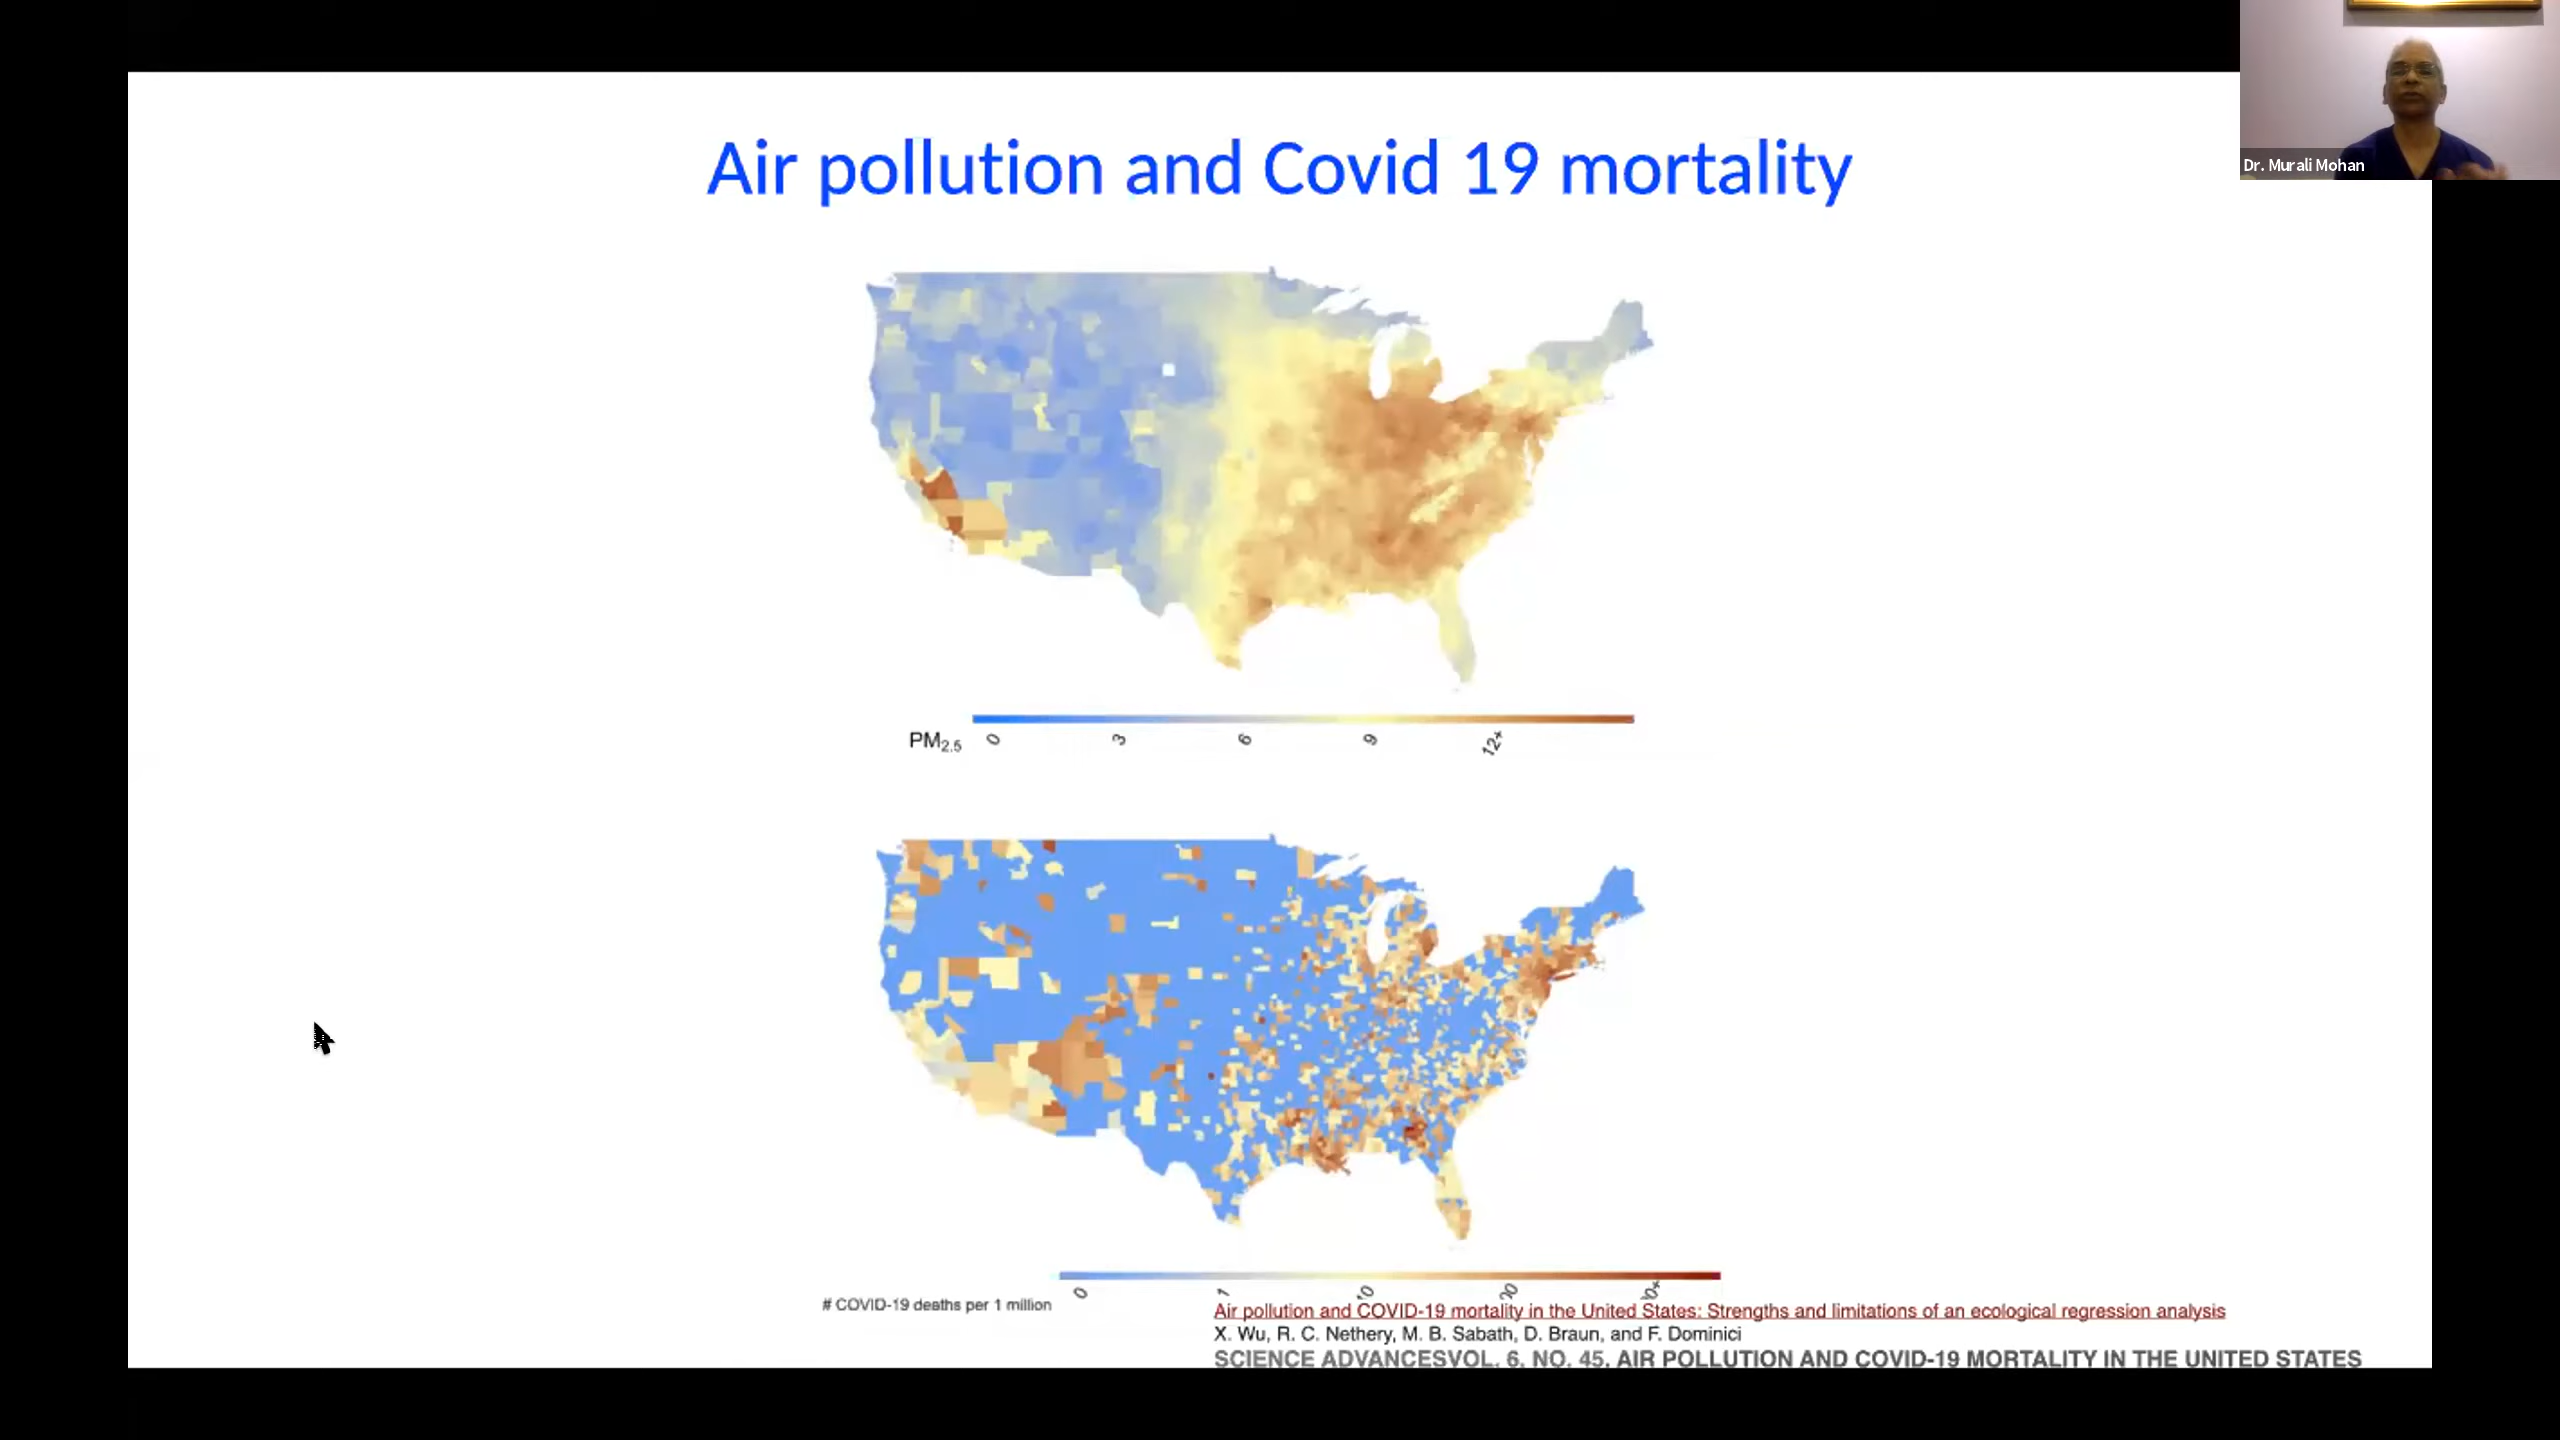 Air pollution and Covid 19 mortality
Dr. Murali Mohan
PM2.5 0 3 6 9 12+
# COVID-19 deaths per 1 million 0 1
Air pollution and COVID-19 mortality in the United States: Strengths and limitations of an ecological regression analysis
X. Wu, R. C. Nethery, M. B. Sabath, D. Braun, and F. Dominici
SCIENCE ADVANCESVOL. 6, NO. 45, AIR POLLUTION AND COVID-19 MORTALITY IN THE UNITED STATES